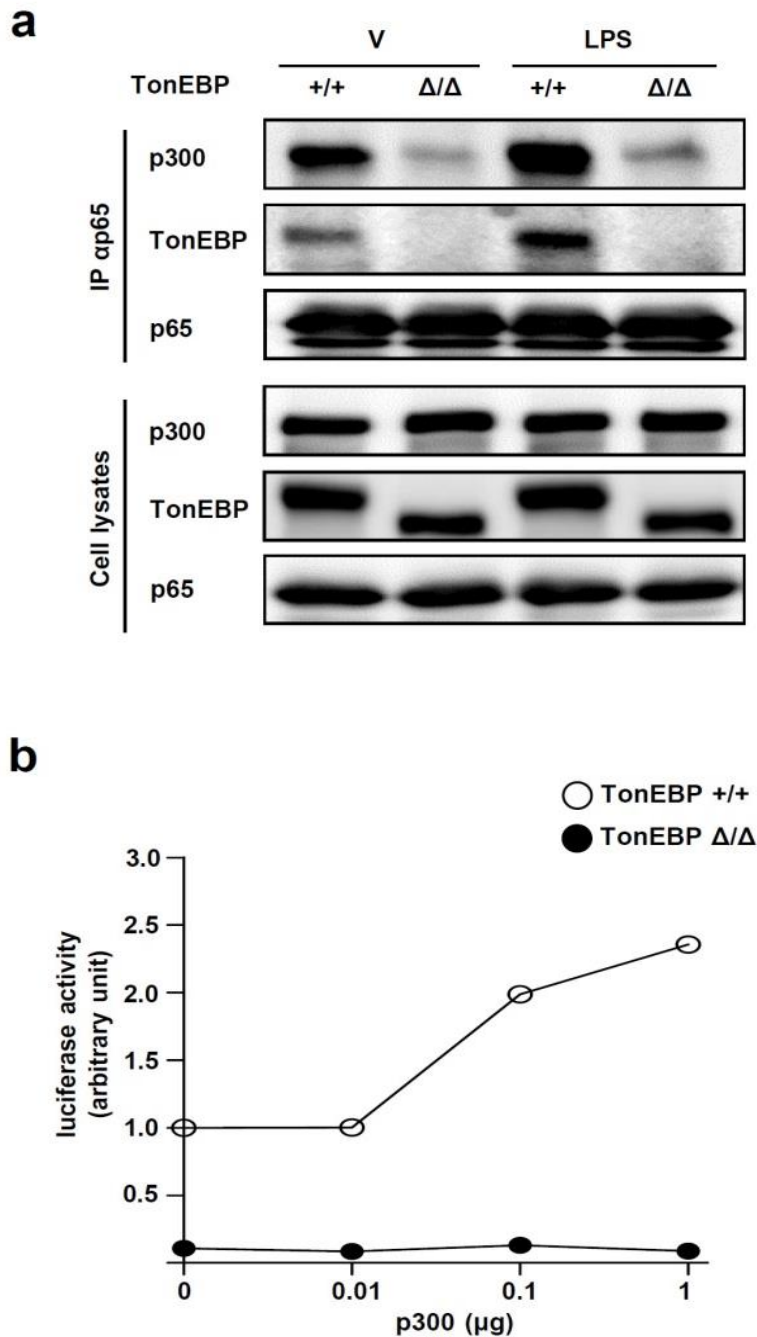 a
V LPS
TonEBP +/+ Δ/Δ +/+ Δ/Δ
IP αp65
p300
TonEBP
p65
Cell lysates
p300
TonEBP
p65
b
TonEBP +/+
TonEBP Δ/Δ
luciferase activity
(arbitrary unit)
3.0
2.5
2.0
1.5
1.0
0.5
0 0.01 0.1 1
p300 (μg)